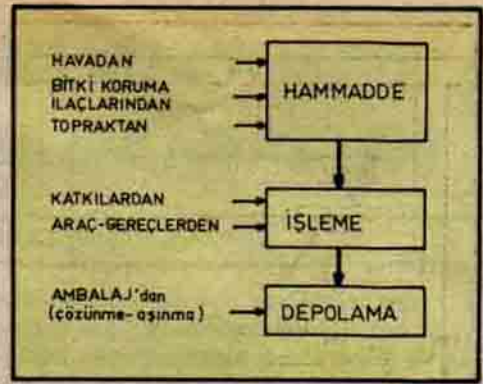 HAVADAN
BİTKİ KORUMA
İLAÇLARINDAN
TOPRAKTAN
HAMMADDE
KATKILARDAN
ARAÇ-GEREÇLERDEN
İŞLEME
AMBALAJ'dan
(çözünme-aşınma)
DEPOLAMA